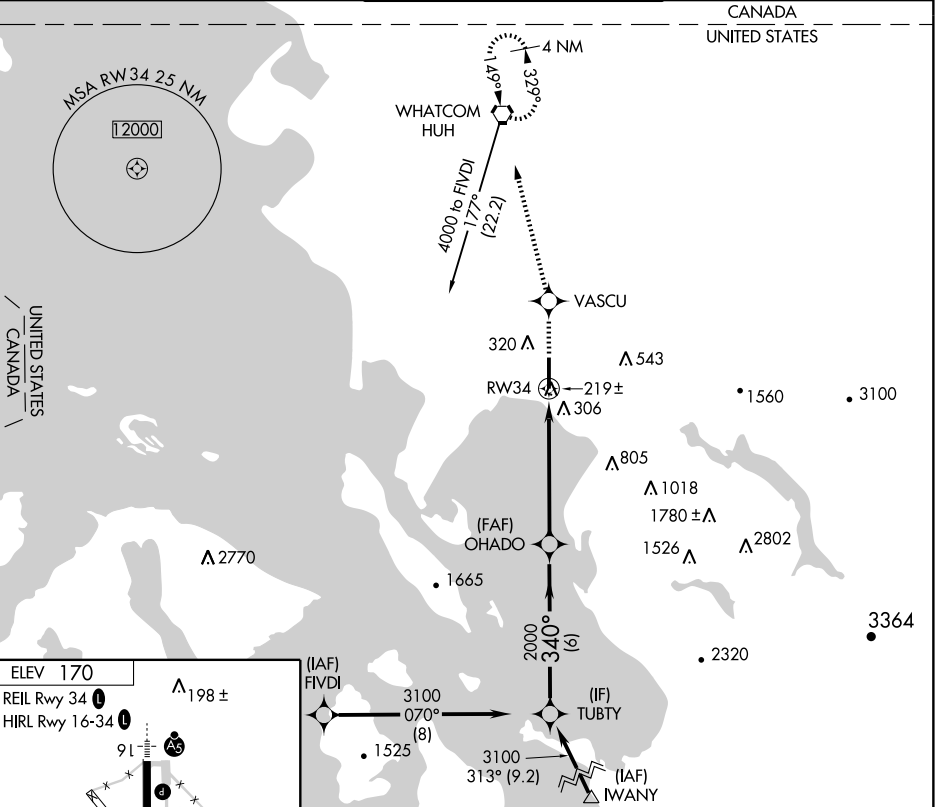 CANADA
UNITED STATES
MSA RW34 25 NM
12000
4 NM
149°
329°
WHATCOM
HUH
4000 to FIVDI
177°
(22.2)
VASCU
UNITED STATES
CANADA
320
543
RW34
219±
306
1560
3100
805
1018
1780 ±
(FAF)
OHADO
1526
2802
2770
1665
3364
2000
340°
(6)
2320
ELEV 170
REIL Rwy 34 L
HIRL Rwy 16-34 L
198 ±
16
A5
P
(IAF)
FIVDI
3100
070°
(8)
(IF)
TUBTY
1525
3100
313° (9.2)
(IAF)
IWANY